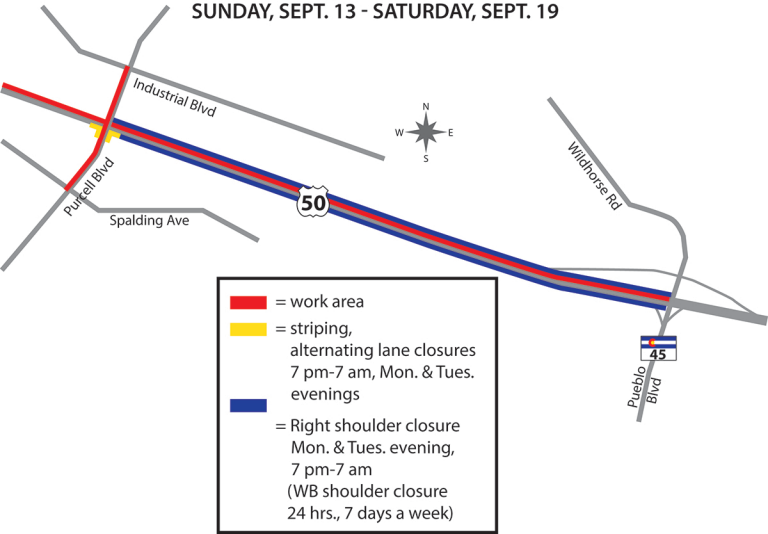 SUNDAY, SEPT. 13 - SATURDAY, SEPT. 19
Industrial Blvd
N
W E
S
Wildhorse Rd
Purcell Blvd
50
Spalding Ave
= work area
= striping,
alternating lane closures
7 pm-7 am, Mon. & Tues.
evenings
= Right shoulder closure
Mon. & Tues. evening,
7 pm-7 am
(WB shoulder closure
24 hrs., 7 days a week)
45
Pueblo
Blvd